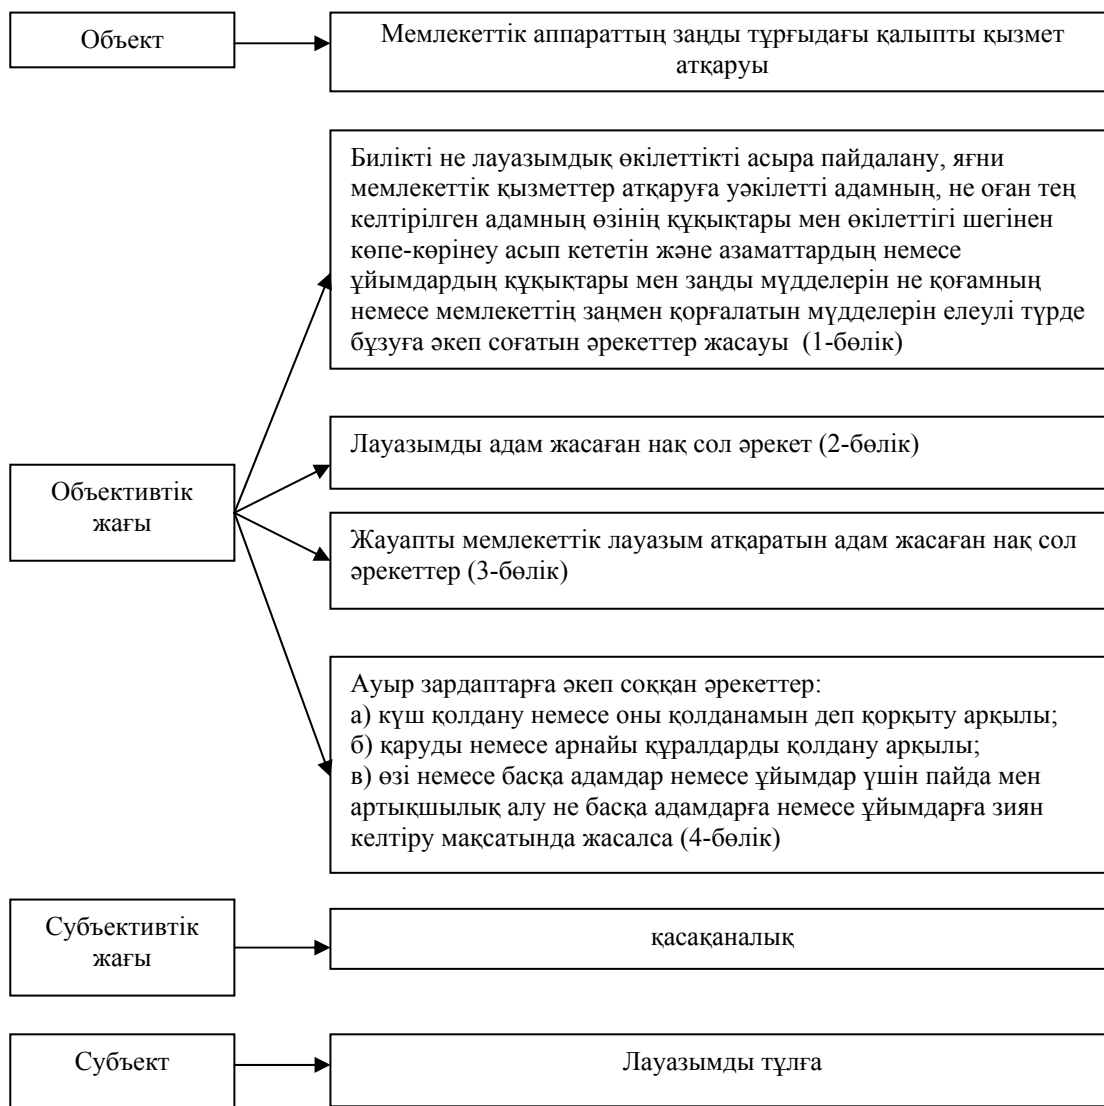 Объект
Мемлекеттік аппараттың заңды тұрғыдағы қалыпты қызмет
атқаруы
Билікті не лауазымдық өкілеттікті асыра пайдалану, яғни
мемлекеттік қызметтер атқаруға уәкілетті адамның, не оған тең
келтірілген адамның өзінің құқықтары мен өкілеттігі шегінен
көпе-көрінеу асып кететін және азаматтардың немесе
ұйымдардың құқықтары мен заңды мүдделерін не қоғамның
немесе мемлекеттің заңмен қорғалатын мүдделерін елеулі түрде
бұзуға әкеп соғатын әрекеттер жасауы (1-бөлік)
Лауазымды адам жасаған нақ сол әрекет (2-бөлік)
Объективтік
жағы
Жауапты мемлекеттік лауазым атқаратын адам жасаған нақ сол
әрекеттер (3-бөлік)
Ауыр зардаптарға әкеп соққан әрекеттер:
а) күш қолдану немесе оны қолданамын деп қорқыту арқылы;
б) қаруды немесе арнайы құралдарды қолдану арқылы;
в) өзі немесе басқа адамдар немесе ұйымдар үшін пайда мен
артықшылық алу не басқа адамдарға немесе ұйымдарға зиян
келтіру мақсатында жасалса (4-бөлік)
Субъективтік
жағы
қасақаналық
Субъект
Лауазымды тұлға